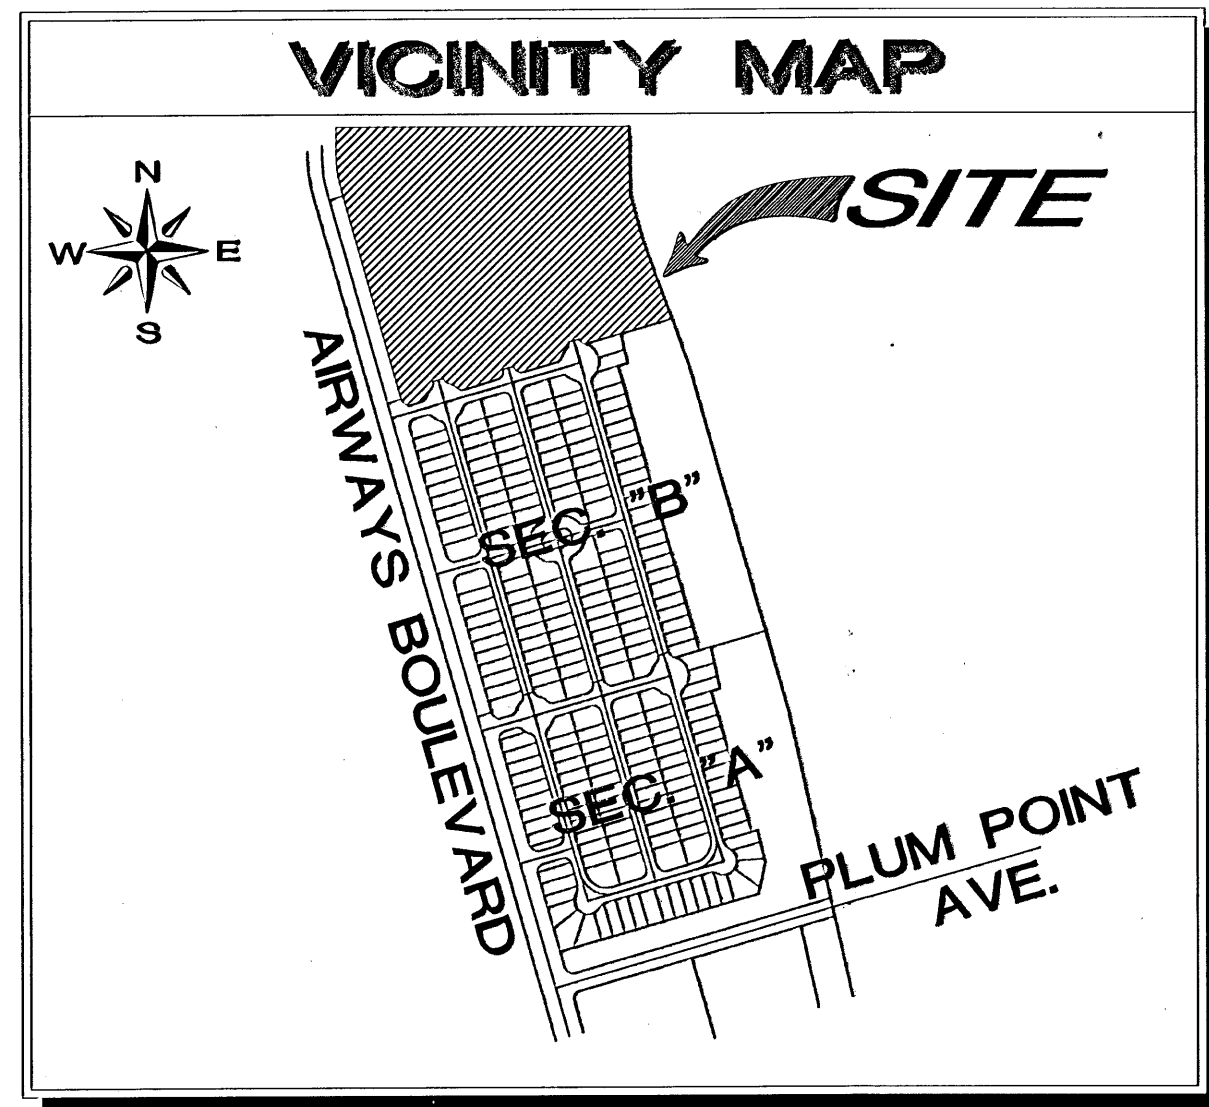 VICINITY MAP
N
W E
S
SITE
AIRWAYS BOULEVARD
SEC. "B"
SEC. "A"
PLUM POINT
AVE.